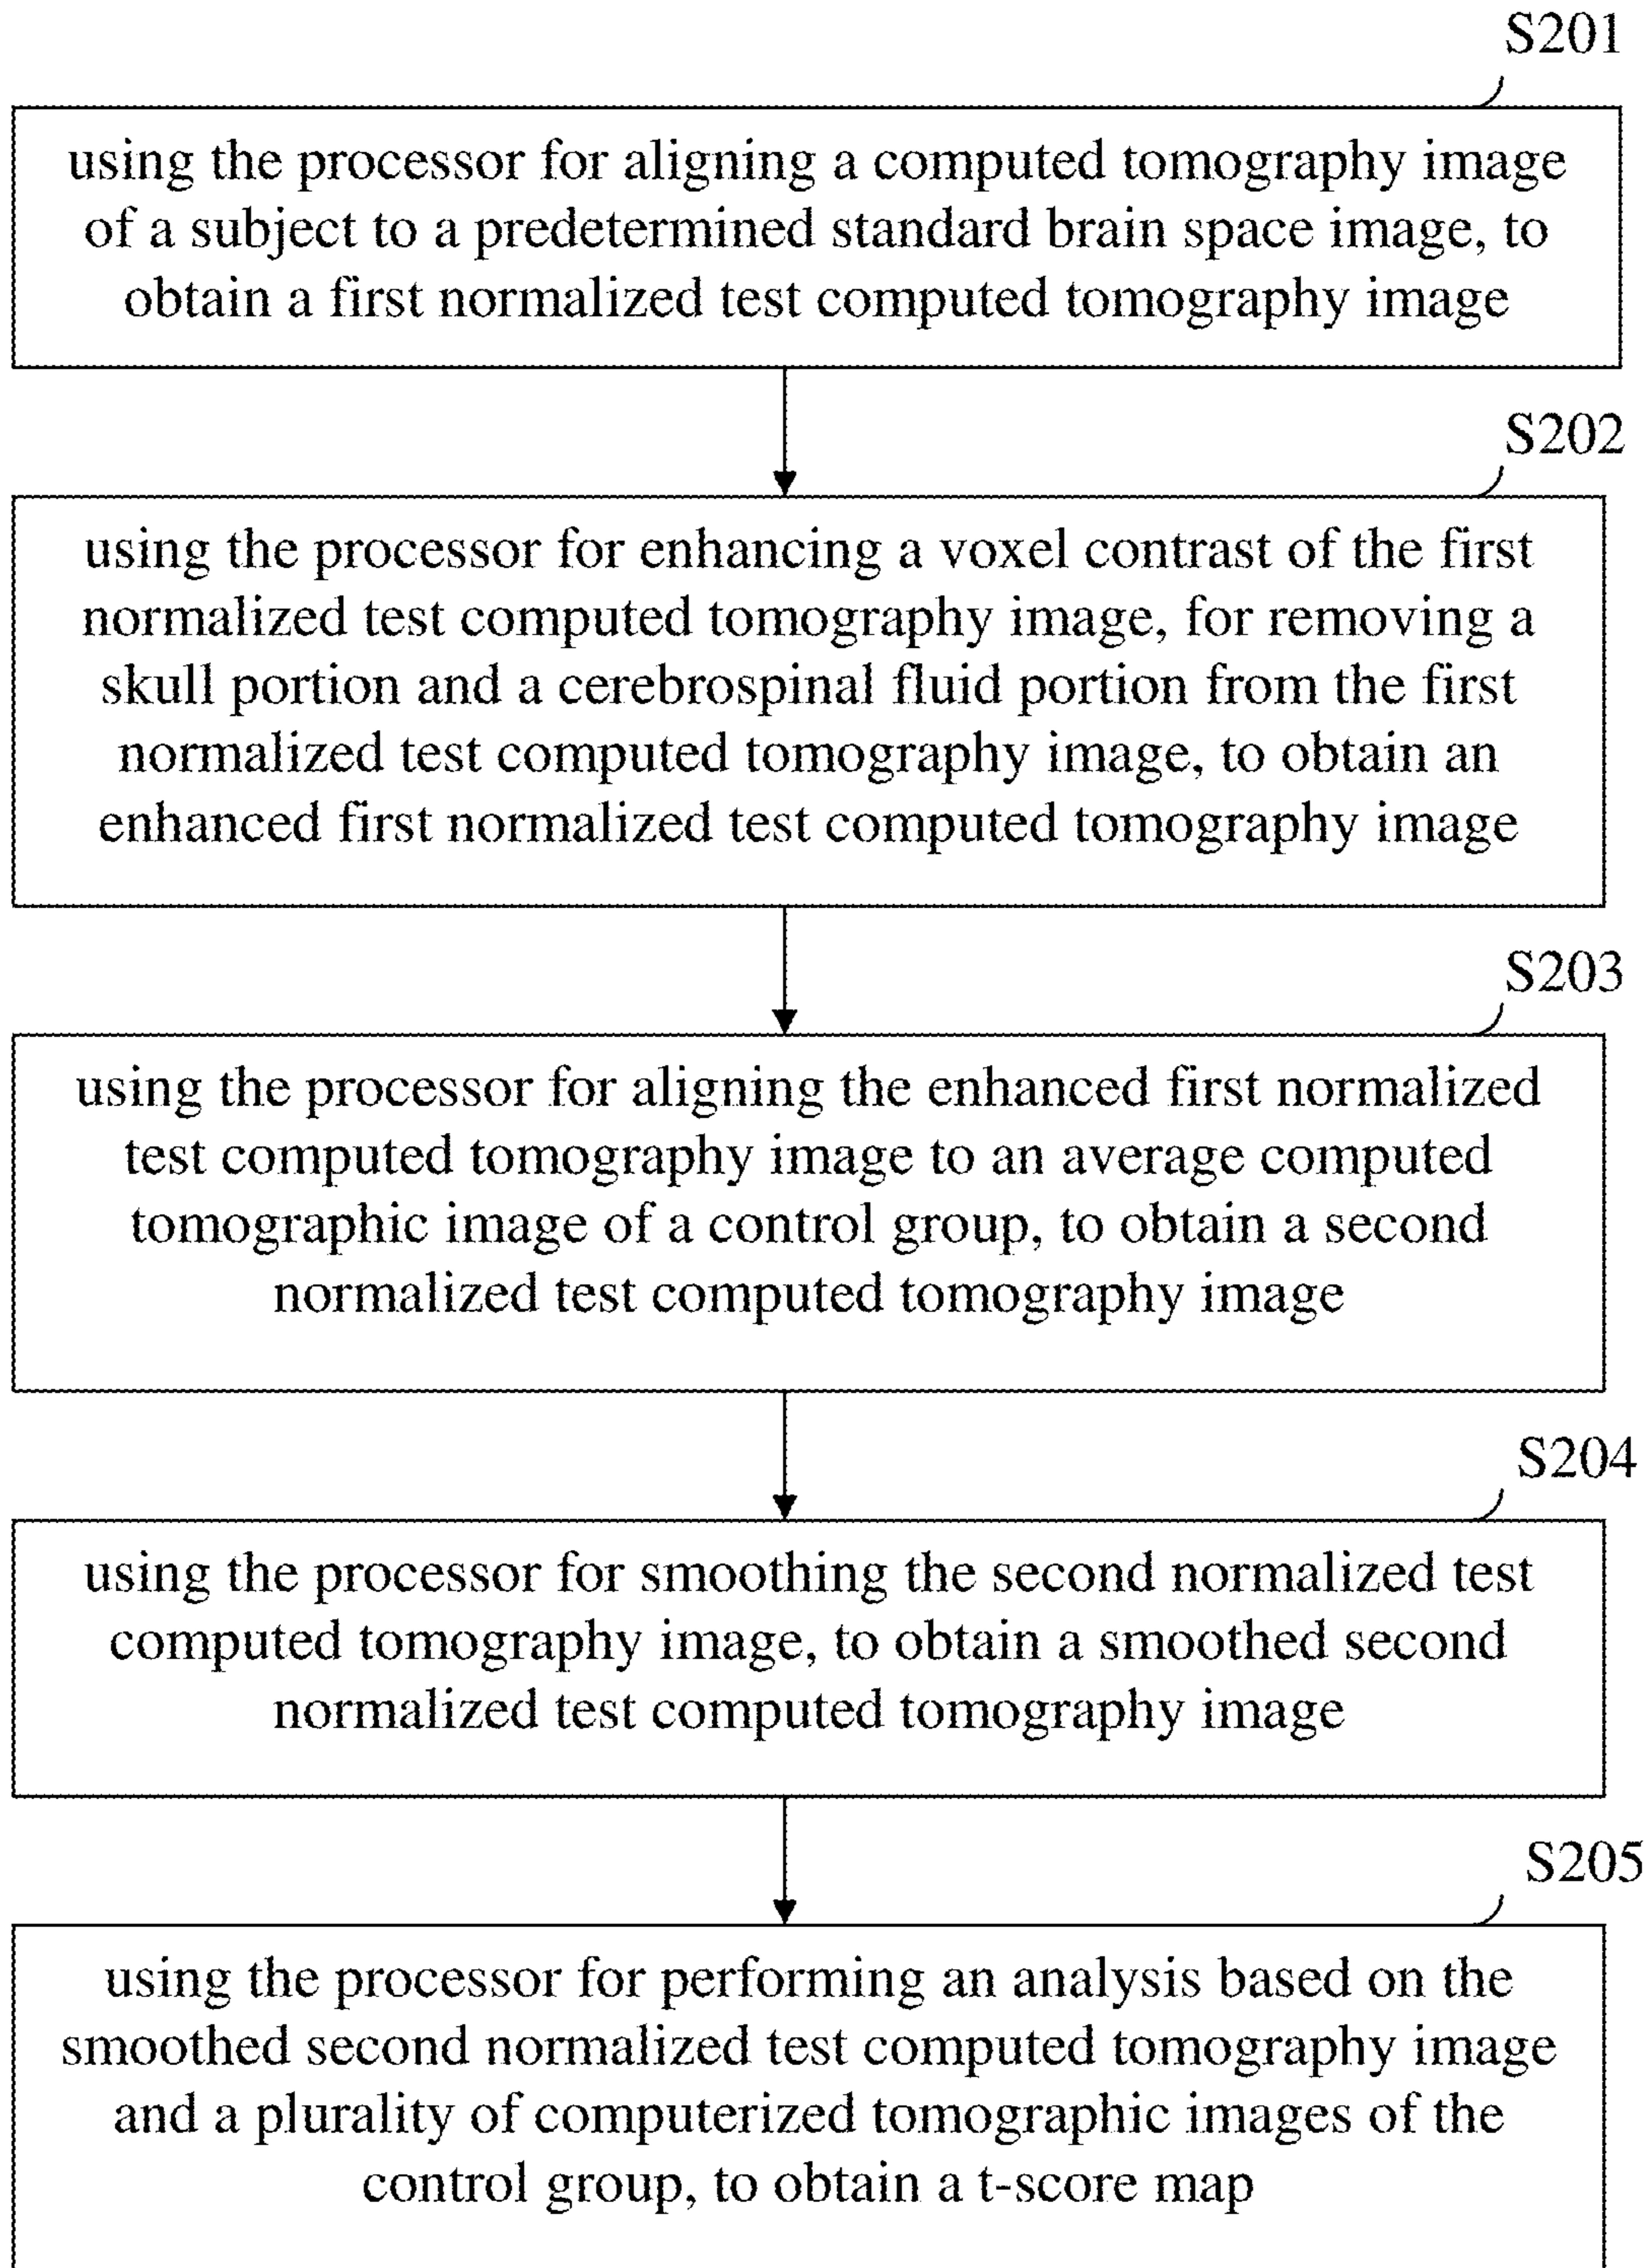 S201
using the processor for aligning a computed tomography image
of a subject to a predetermined standard brain space image, to
obtain a first normalized test computed tomography image
S202
using the processor for enhancing a voxel contrast of the first
normalized test computed tomography image, for removing a
skull portion and a cerebrospinal fluid portion from the first
normalized test computed tomography image, to obtain an
enhanced first normalized test computed tomography image
S203
using the processor for aligning the enhanced first normalized
test computed tomography image to an average computed
tomographic image of a control group, to obtain a second
normalized test computed tomography image
S204
using the processor for smoothing the second normalized test
computed tomography image, to obtain a smoothed second
normalized test computed tomography image
S205
using the processor for performing an analysis based on the
smoothed second normalized test computed tomography image
and a plurality of computerized tomographic images of the
control group, to obtain a t-score map